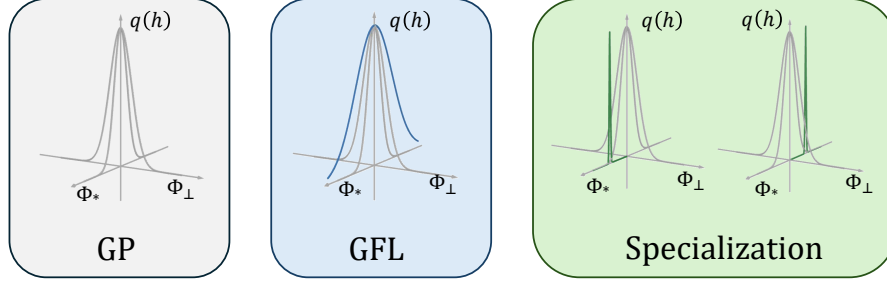 q(h)
Φ* Φ⊥
GP
q(h)
Φ* Φ⊥
GFL
q(h) q(h)
Φ* Φ⊥ Φ* Φ⊥
Specialization